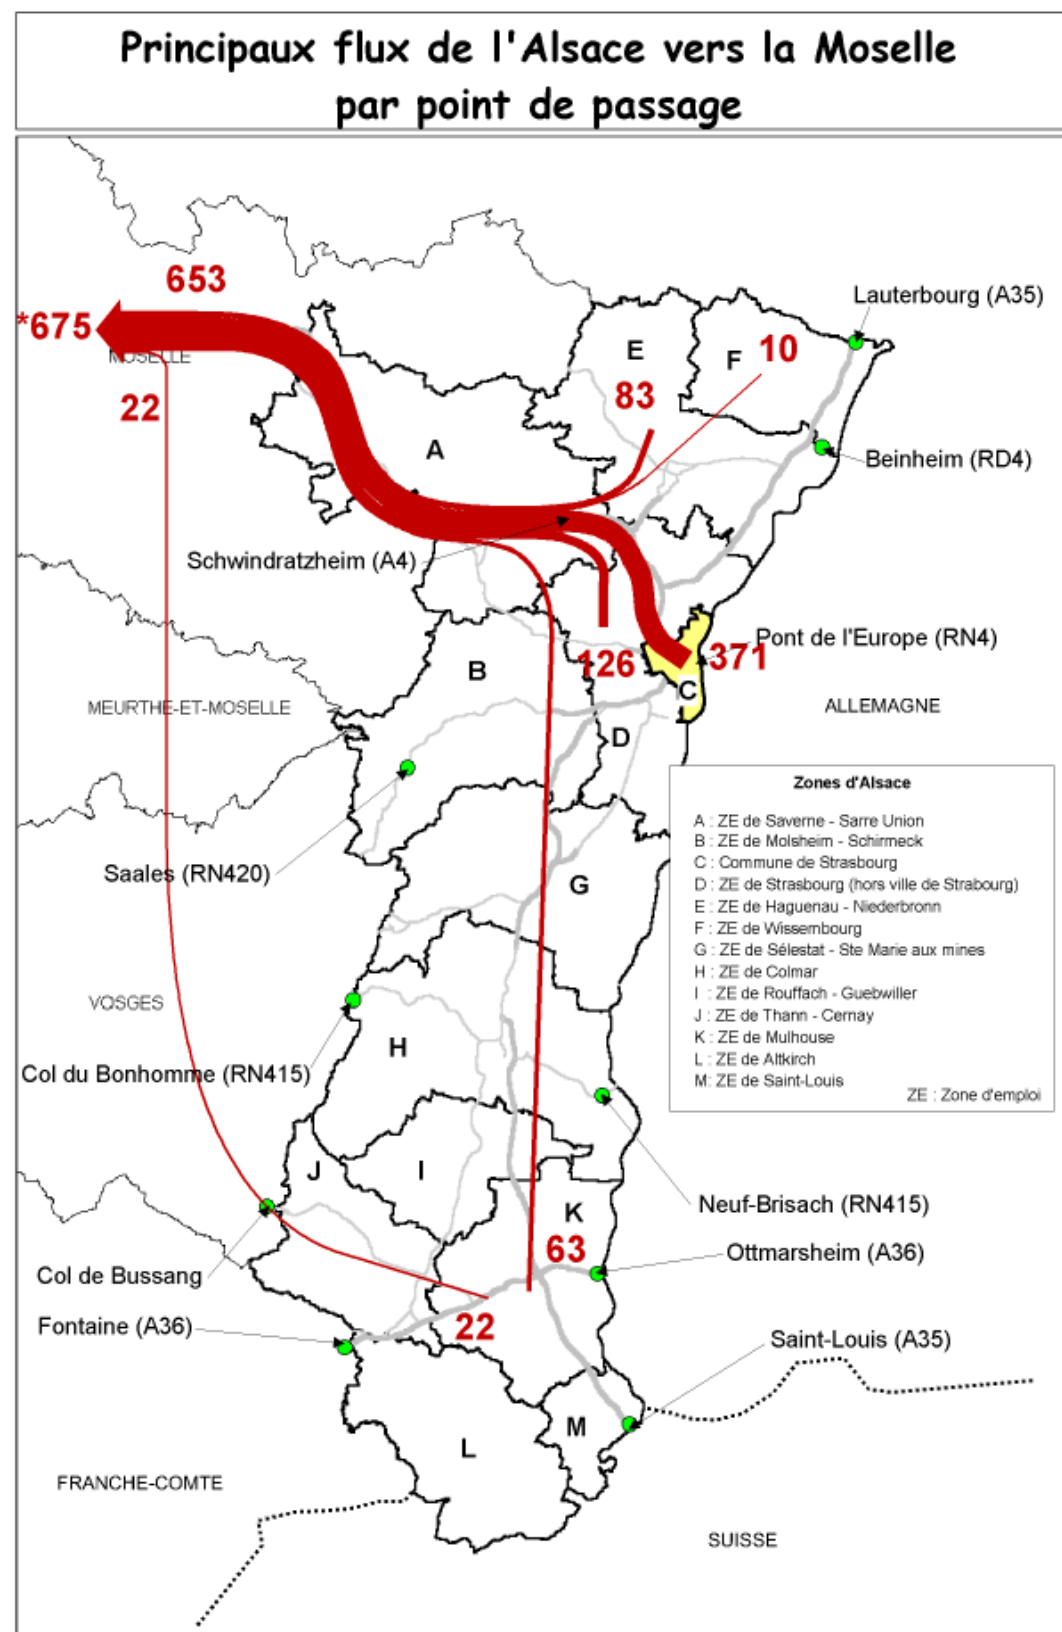 Principaux flux de l'Alsace vers la Moselle
par point de passage
653
Lauterbourg (A35)
*675
E
F
10
MOSELLE
22
83
A
Beinheim (RD4)
Schwindratzheim (A4)
Pont de l'Europe (RN4)
126
371
B
C
MEURTHE-ET-MOSELLE
ALLEMAGNE
D
Zones d'Alsace
A : ZE de Saverne - Sarre Union
B : ZE de Molsheim - Schirmeck
C : Commune de Strasbourg
D : ZE de Strasbourg (hors ville de Strabourg)
E : ZE de Haguenau - Niederbronn
F : ZE de Wissembourg
G : ZE de Sélestat - Ste Marie aux mines
H : ZE de Colmar
I : ZE de Rouffach - Guebwiller
J : ZE de Thann - Cernay
K : ZE de Mulhouse
L : ZE de Altkirch
M: ZE de Saint-Louis
ZE : Zone d'emploi
Saales (RN420)
G
VOSGES
H
Col du Bonhomme (RN415)
J
I
Neuf-Brisach (RN415)
K
63
Ottmarsheim (A36)
Col de Bussang
Fontaine (A36)
22
Saint-Louis (A35)
M
L
FRANCHE-COMTE
SUISSE